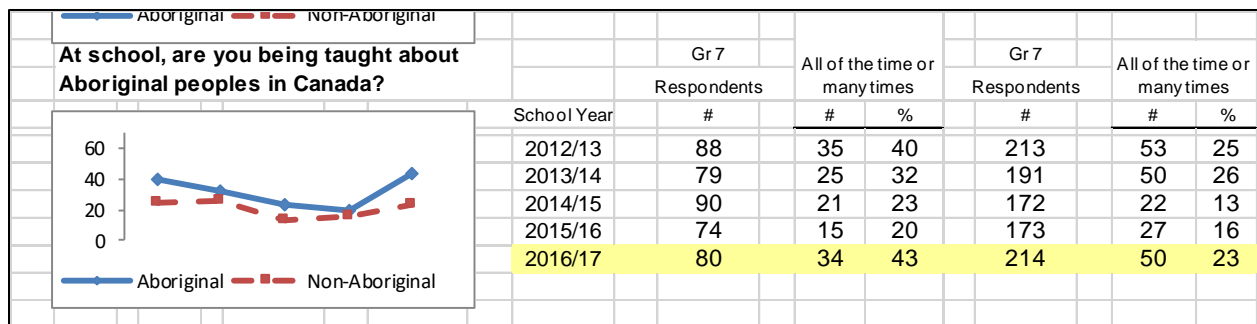 Aboriginal Non-Aboriginal
At school, are you being taught about
Aboriginal peoples in Canada?
Gr 7 All of the time or many times Gr 7 All of the time or many times
Respondents Respondents
School Year # # % # # %
2012/13 88 35 40 213 53 25
2013/14 79 25 32 191 50 26
2014/15 90 21 23 172 22 13
2015/16 74 15 20 173 27 16
2016/17 80 34 43 214 50 23
60
40
20
0
Aboriginal Non-Aboriginal